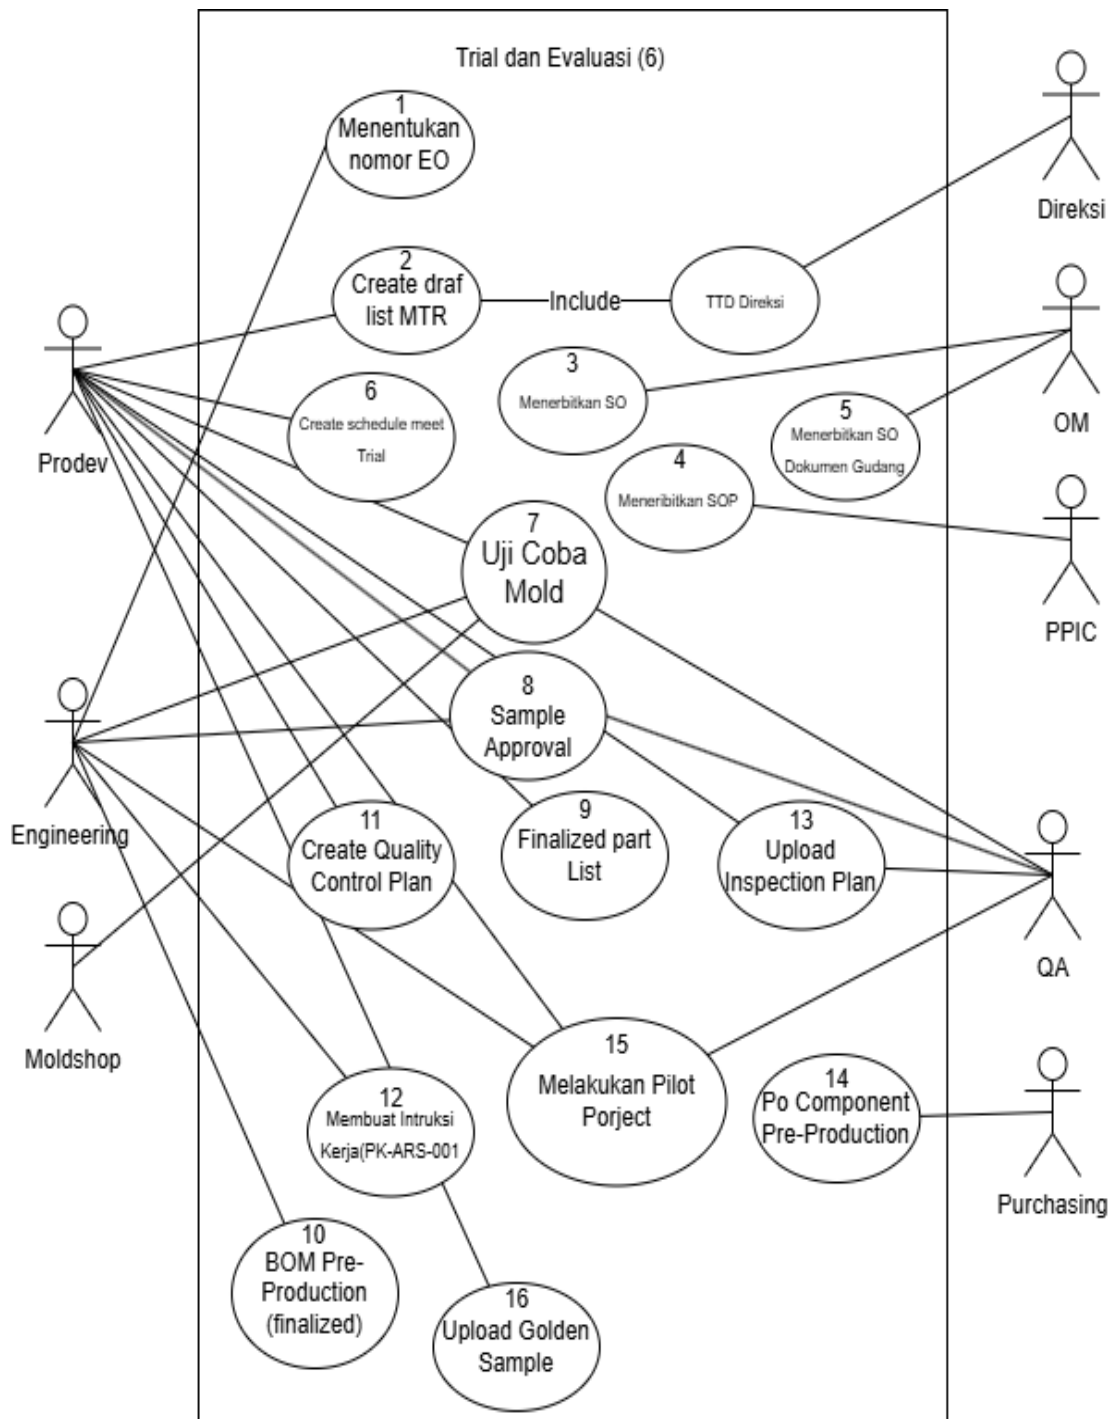 Trial dan Evaluasi (6)
1
Menentukan
nomor EO
Direksi
2
Create draf
list MTR
Include
TTD Direksi
3
Menerbitkan SO
OM
5
Menerbitkan SO
Dokumen Gudang
Prodev
6
Create schedule meet
Trial
4
Meneribitkan SOP
PPIC
7
Uji Coba
Mold
8
Sample
Approval
Engineering
11
Create Quality
Control Plan
9
Finalized part
List
13
Upload
Inspection Plan
QA
Moldshop
15
Melakukan Pilot
Porject
14
Po Component
Pre-Production
Purchasing
12
Membuat Intruksi
Kerja(PK-ARS-001
10
BOM Pre-
Production
(finalized)
16
Upload Golden
Sample